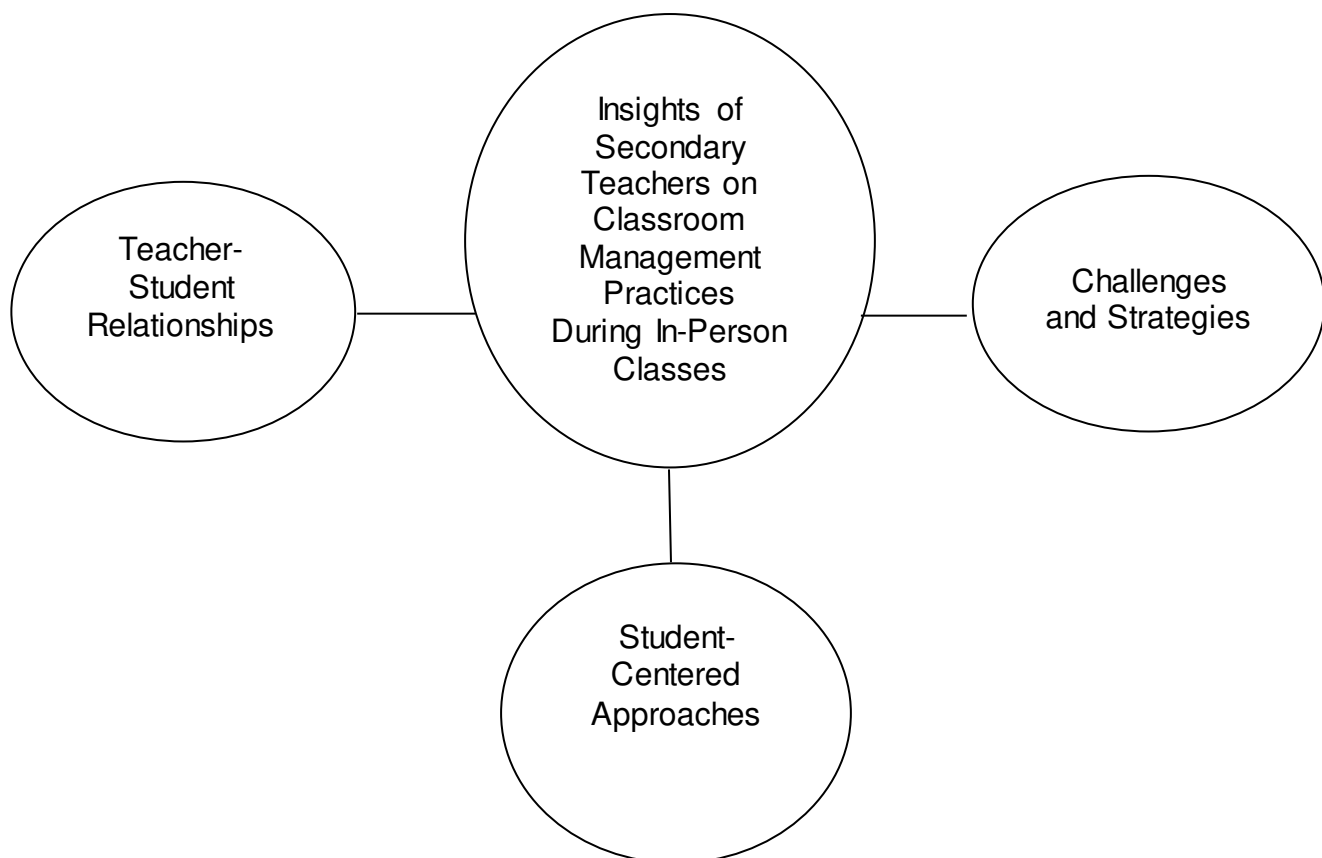 Insights of
Secondary
Teachers on
Classroom
Management
Practices
During In-Person
Classes
Teacher-
Student
Relationships
Challenges
and Strategies
Student-
Centered
Approaches